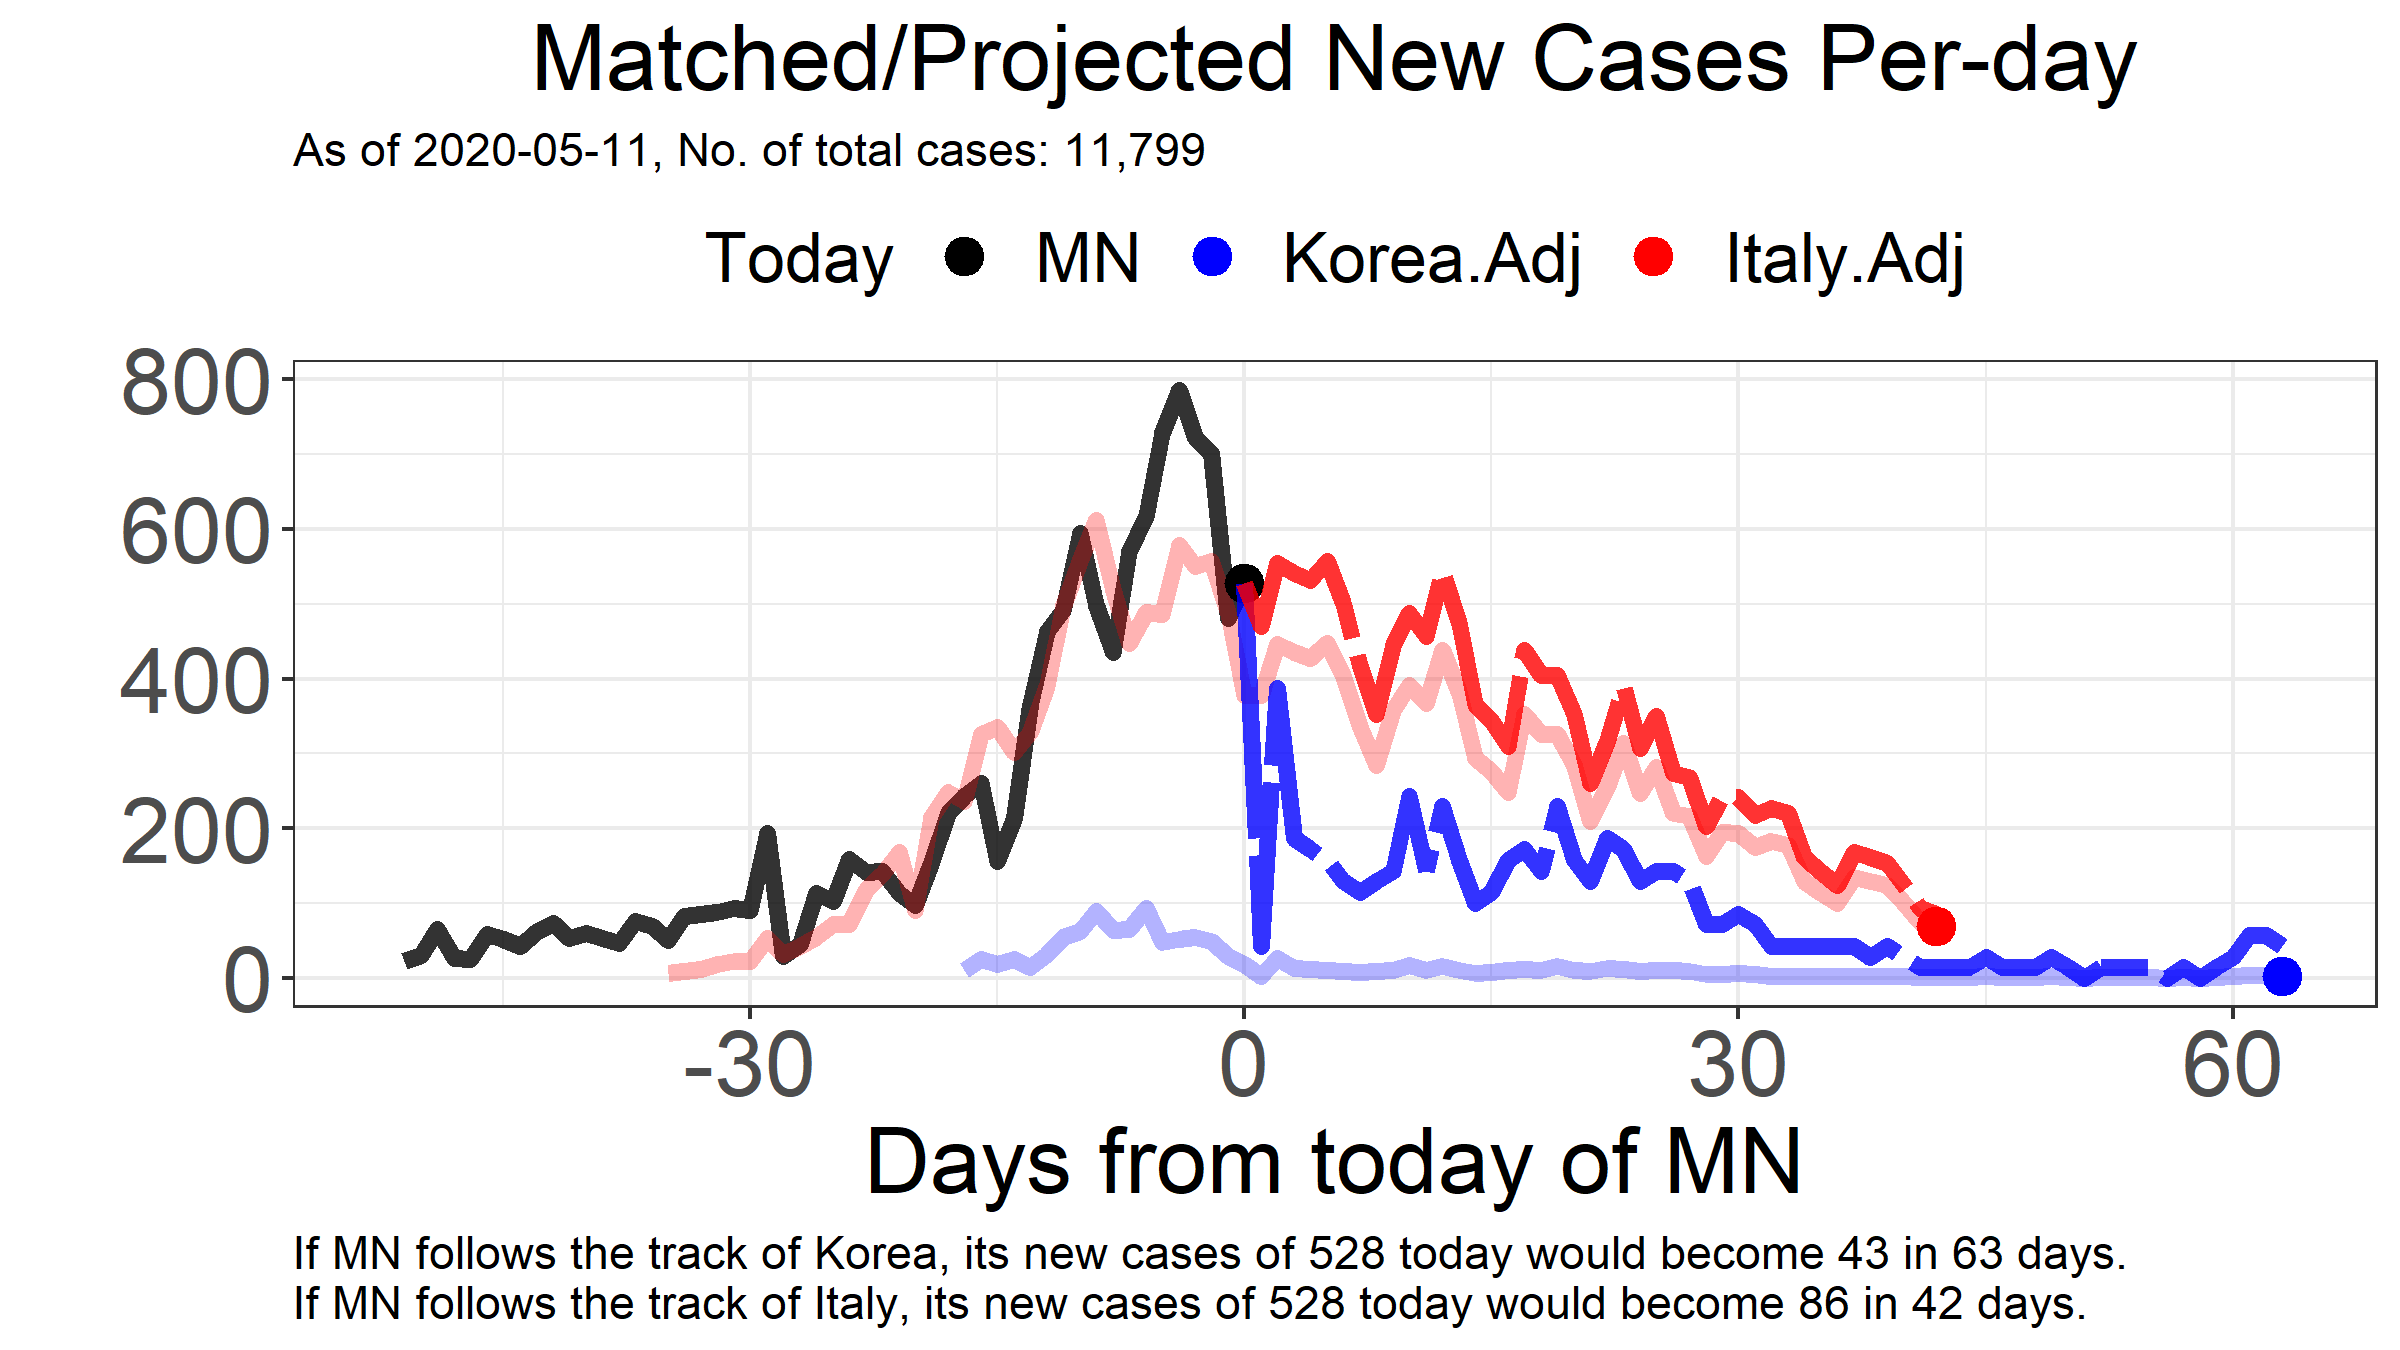 Matched/Projected New Cases Per-day
As of 2020-05-11, No. of total cases: 11,799
Today MN Korea.Adj Italy.Adj
800
600
400
200
0
-30 0 30 60
Days from today of MN
If MN follows the track of Korea, its new cases of 528 today would become 43 in 63 days.
If MN follows the track of Italy, its new cases of 528 today would become 86 in 42 days.